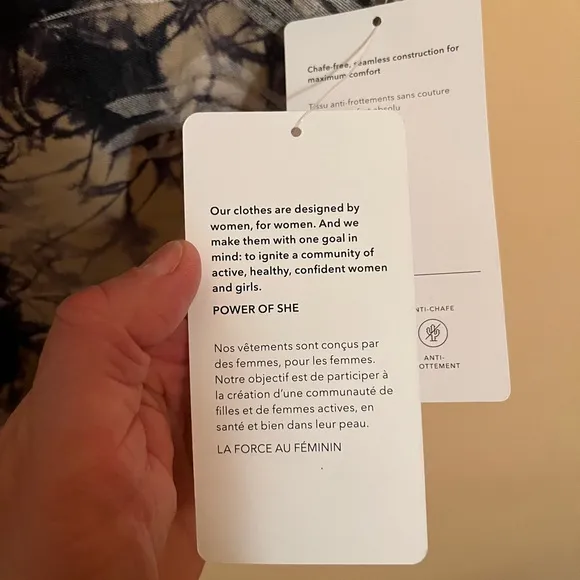 Chafe-free, seamless construction for
maximum comfort
Tissu anti-frottements sans couture
absolu
Our clothes are designed by
women, for women. And we
make them with one goal in
mind: to ignite a community of
active, healthy, confident women
and girls.
POWER OF SHE
Nos vêtements sont conçus par
des femmes, pour les femmes.
Notre objectif est de participer à
la création d'une communauté de
filles et de femmes actives, en
santé et bien dans leur peau.
LA FORCE AU FÉMININ
NTI-CHAFE
ANTI-
OTTEMENT